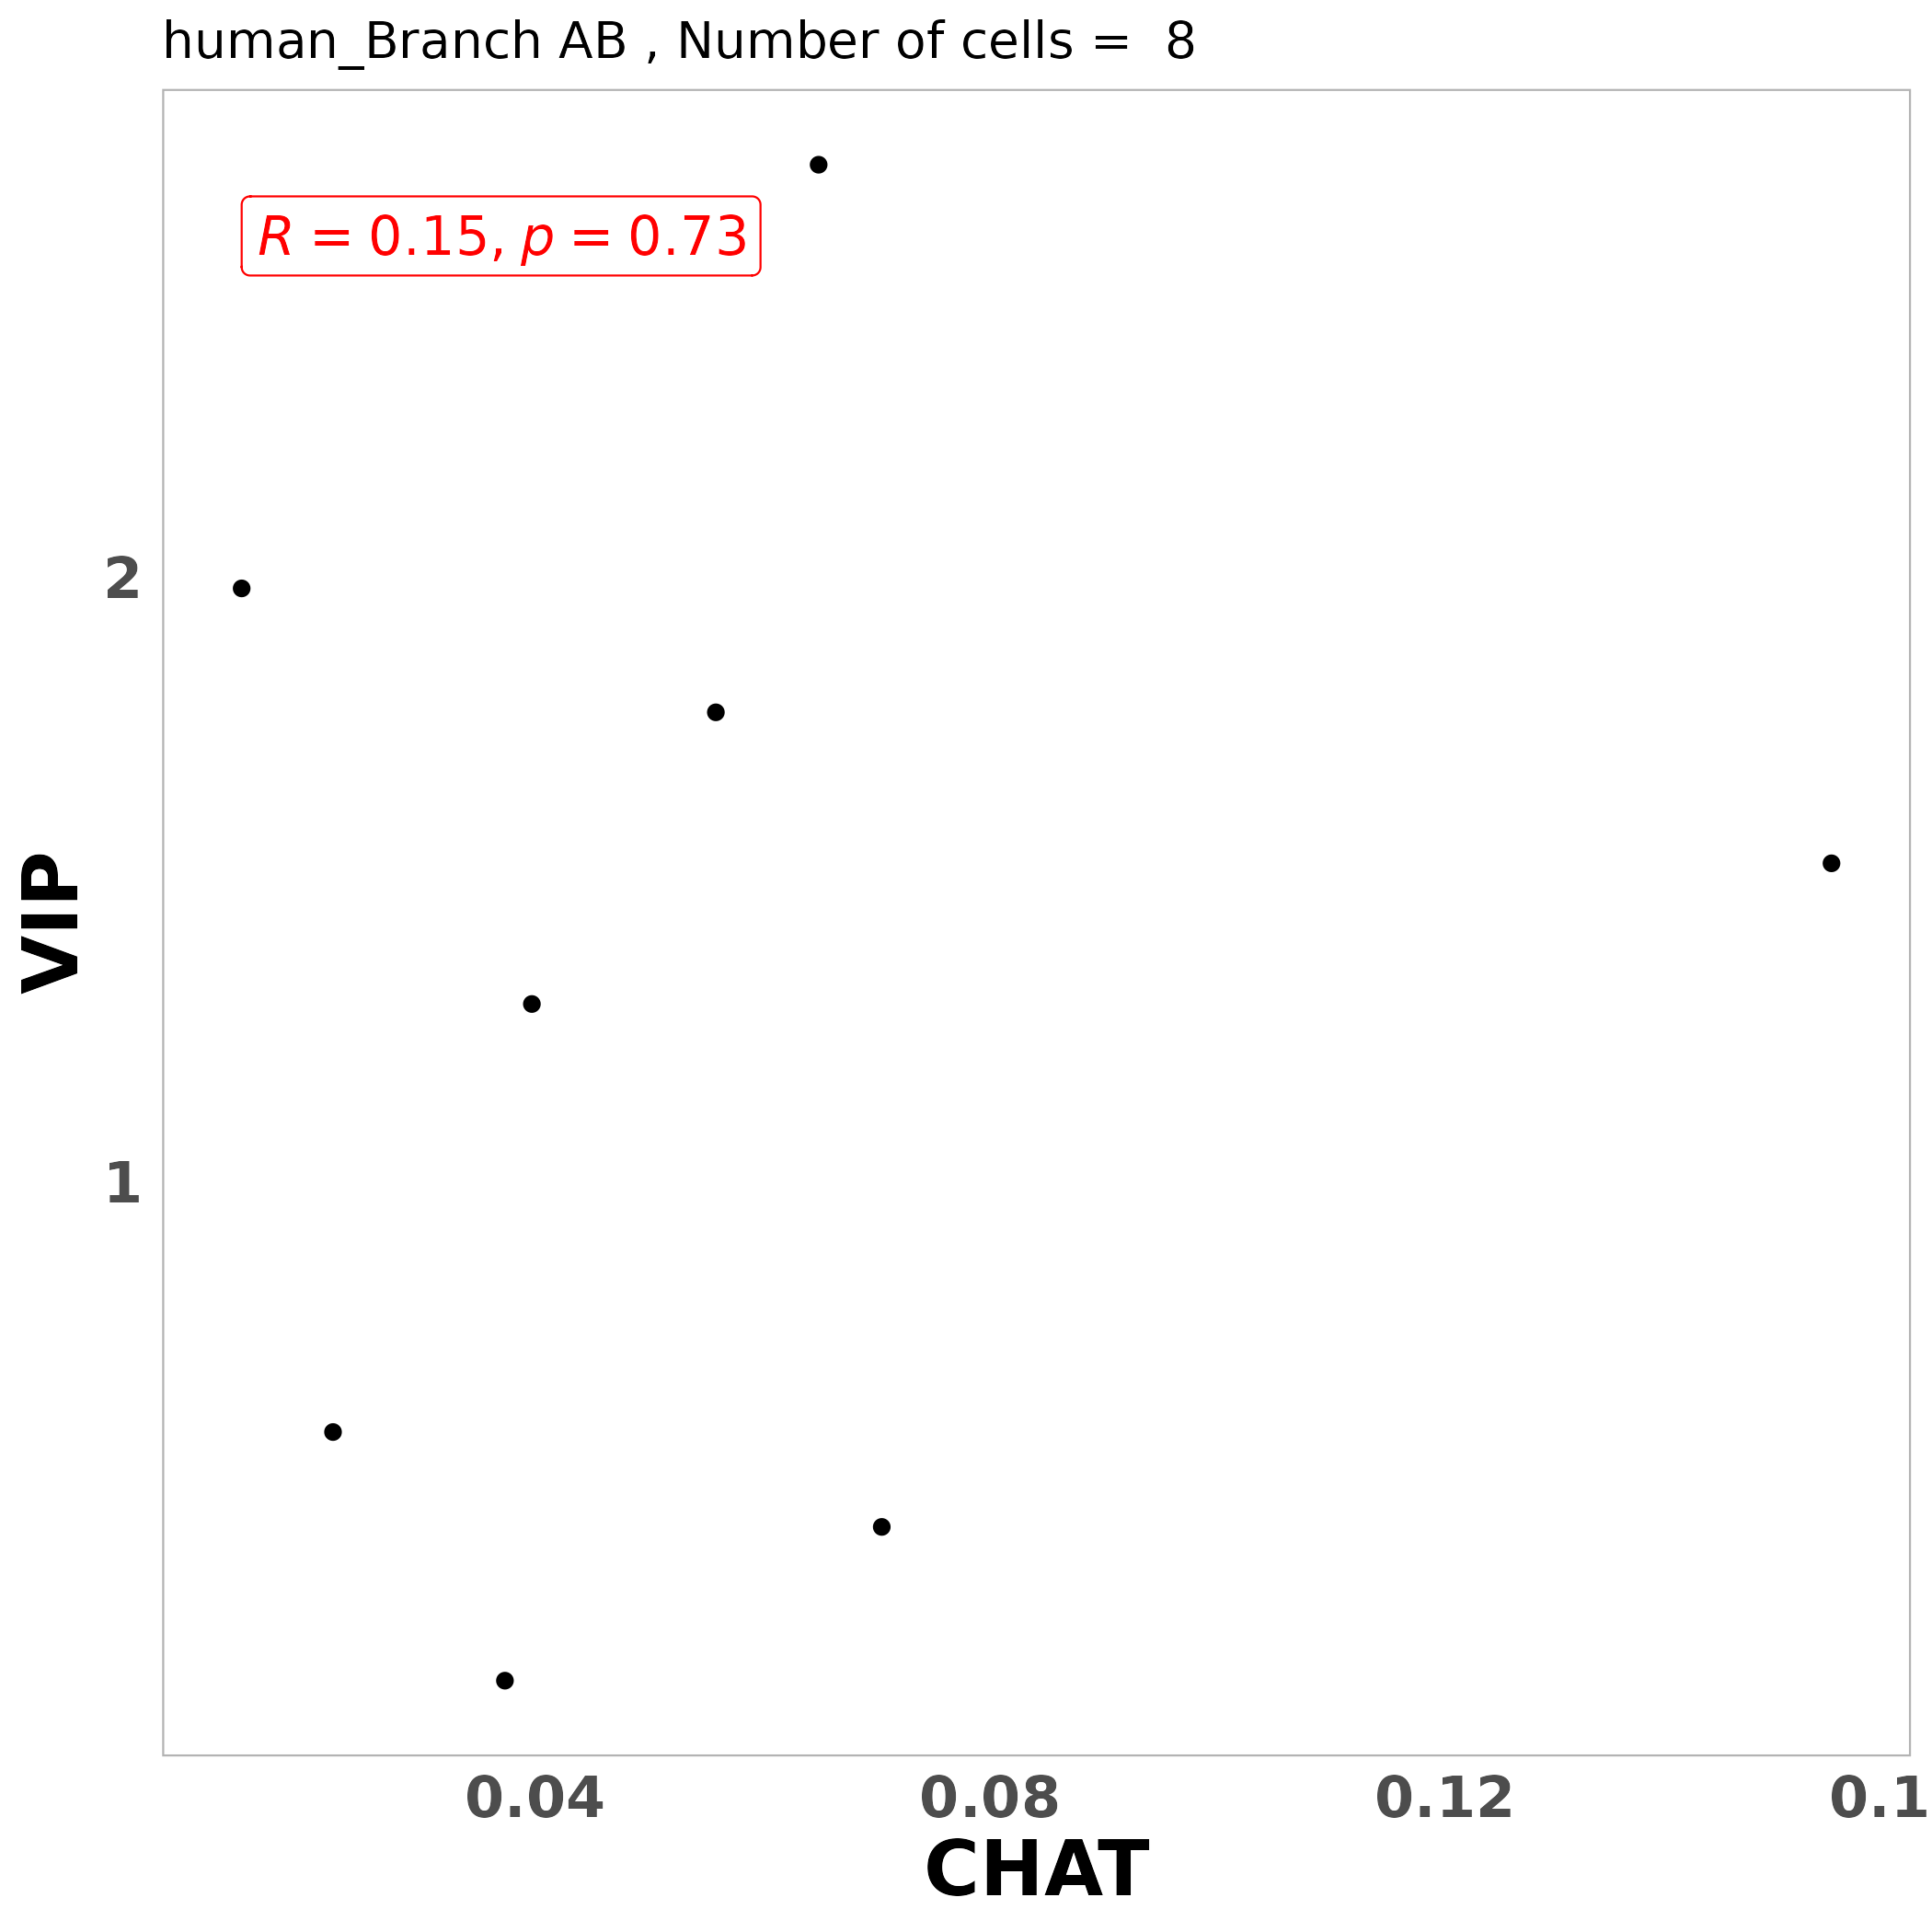 human_Branch AB , Number of cells =  8
R = 0.15, p = 0.73
2
VIP
1
0.04 0.08 0.12 0.1
CHAT